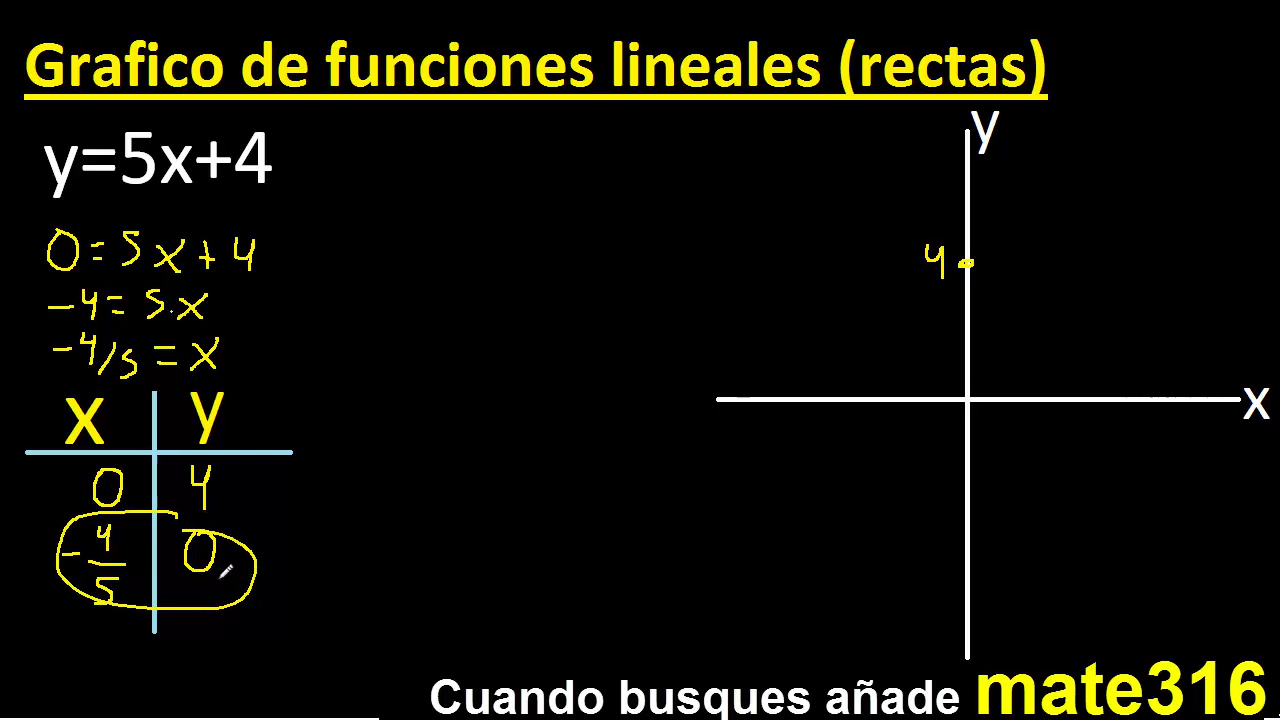 Grafico de funciones lineales (rectas)
y=5x+4
0=5x+4
-4=5.x
-4/5=x
x y
0 4
-4/5 0
y
4
x
Cuando busques añade mate316